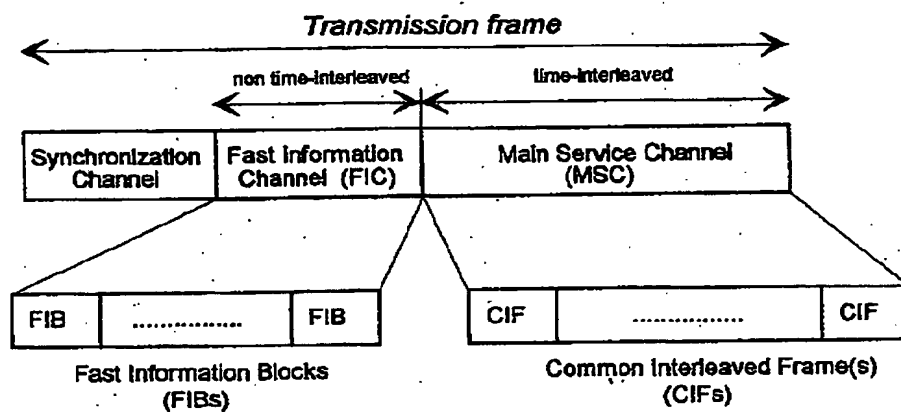 Transmission frame
non time-interleaved
time-interleaved
Synchronization
Channel
Fast Information
Channel (FIC)
Main Service Channel
(MSC)
FIB ................ FIB
CIF ................ CIF
Fast Information Blocks
(FIBs)
Common Interleaved Frame(s)
(CIFs)